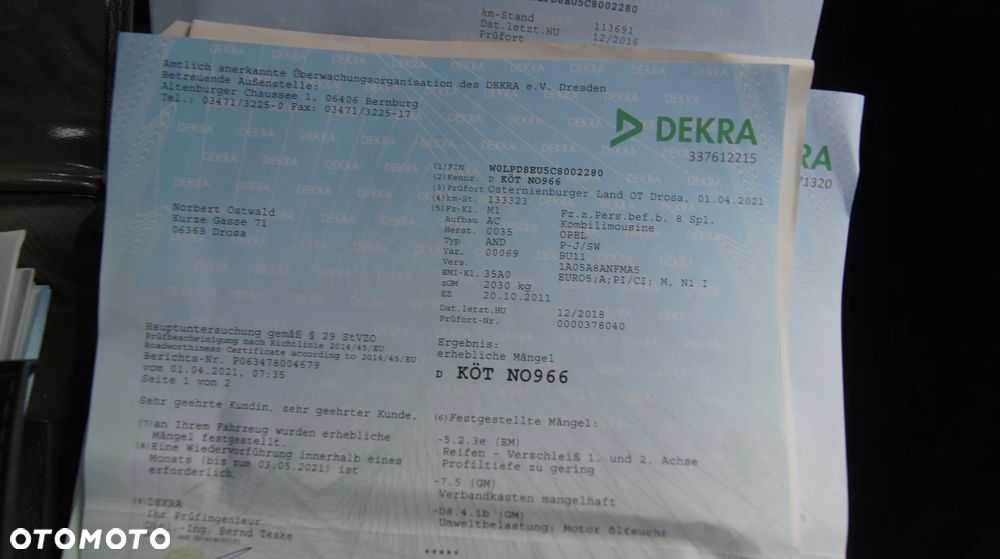 LPD8EU5C8002280
km-Stand 113691
Dat.letzt.HU 12/2016
Prüfort
Amtlich anerkannte Überwachungsorganisation des DEKRA e.V. Dresden
Betreuende Außenstelle:
Altenburger Chaussee 1, 06406 Bernburg
Tel.: 03471/3225-0 Fax: 03471/3225-17
DEKRA
337612215
RA
71320
(1)FIN W0LPD8EU5C8002280
(2)Kennz. D KÖT NO966
(3)Prüfort Osternienburger Land OT Drosa, 01.04.2021
(4)km-St. 133323
(5)Fz-Kl. M1 Fz.z.Pers.bef.b. 8 Spl.
Aufbau AC Kombilimousine
Herst. 0035 OPEL
Typ AND P-J/SW
Var. 00069 BU11
Vers. 1A05A8ANFMA5
EMI-Kl. 35A0 EURO5;A;PI/CI; M, N1 I
zGM 2030 kg
EZ 20.10.2011
Dat.letzt.HU 12/2018
Prüfort-Nr. 0000378040
Norbert Ostwald
Kurze Gasse 71
06369 Drosa
Hauptuntersuchung gemäß § 29 StVZO
Prüfbescheinigung nach Richtlinie 2014/45/EU
Roadworthiness Certificate according to 2014/45/EU
Berichts-Nr. P063478004679
vom 01.04.2021, 07:35
Seite 1 von 2
Ergebnis:
erhebliche Mängel
D KÖT NO966
Sehr geehrte Kundin, sehr geehrter Kunde,
(7)an Ihrem Fahrzeug wurden erhebliche
Mängel festgestellt.
(8)Eine Wiedervorführung innerhalb eines
Monats (bis zum 03.05.2021) ist
erforderlich.
(9)DEKRA
Ihr Prüfingenieur
Dipl.-Ing. Bernd Teske
(6)Festgestellte Mängel:
-5.2.3e (EM)
Reifen - Verschleiß 1. und 2. Achse
Profiltiefe zu gering
-7.5 (GM)
Verbandkasten mangelhaft
-D8.4.1b (GM)
Umweltbelastung: Motor ölfeucht
*****
OTOMOTO